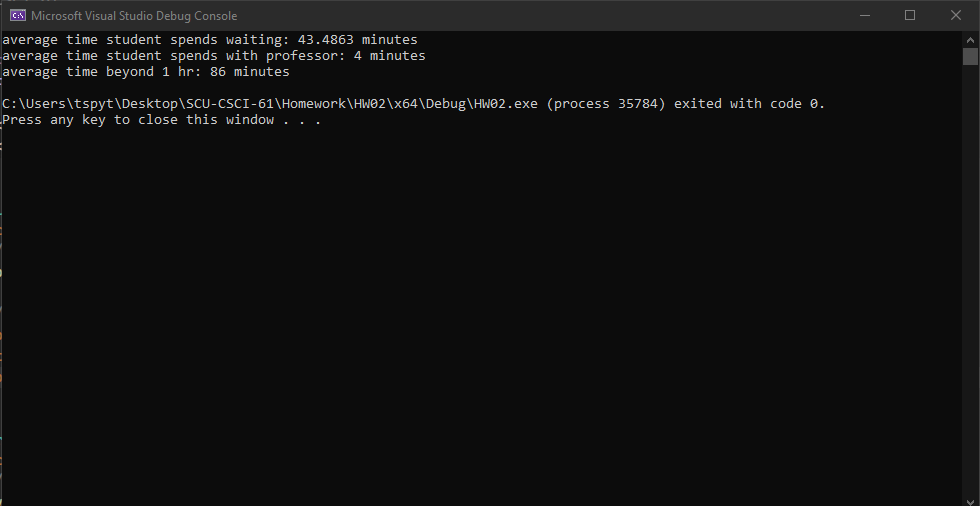 Microsoft Visual Studio Debug Console
average time student spends waiting: 43.4863 minutes
average time student spends with professor: 4 minutes
average time beyond 1 hr: 86 minutes
C:\Users\tspyt\Desktop\SCU-CSCI-61\Homework\HW02\x64\Debug\HW02.exe (process 35784) exited with code 0.
Press any key to close this window . . .